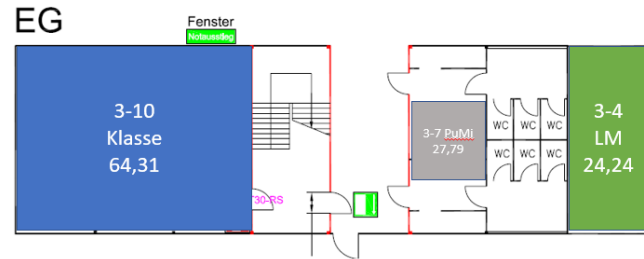 EG
Fenster
Notausstieg
3-10
Klasse
64,31
T30-RS
3-7 PuMi
27,79
WC WC WC
WC WC WC
3-4
LM
24,24